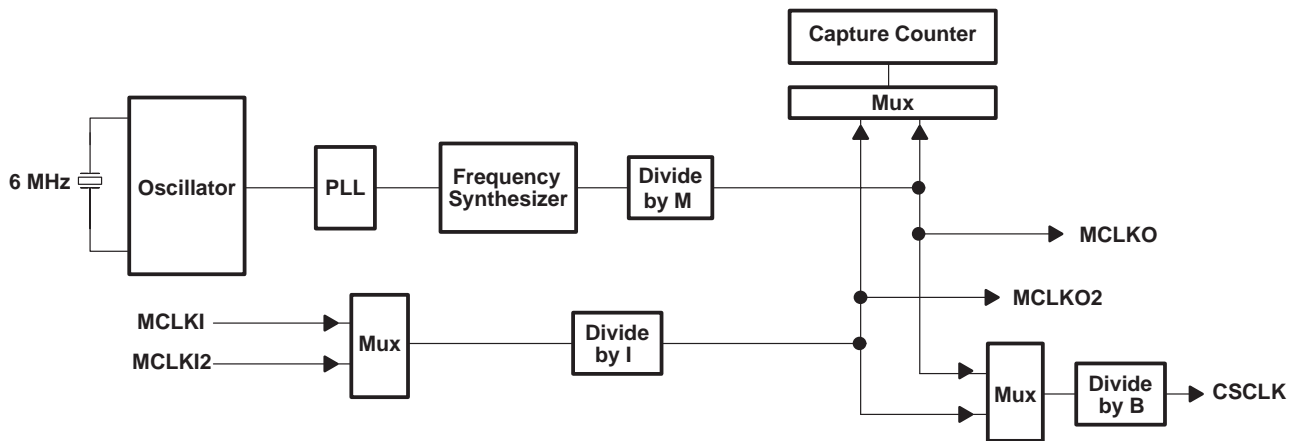 Capture Counter
Mux
6 MHz
Oscillator
PLL
Frequency
Synthesizer
Divide
by M
MCLKO
MCLKO2
MCLKI
MCLKI2
Mux
Divide
by I
Mux
Divide
by B
CSCLK